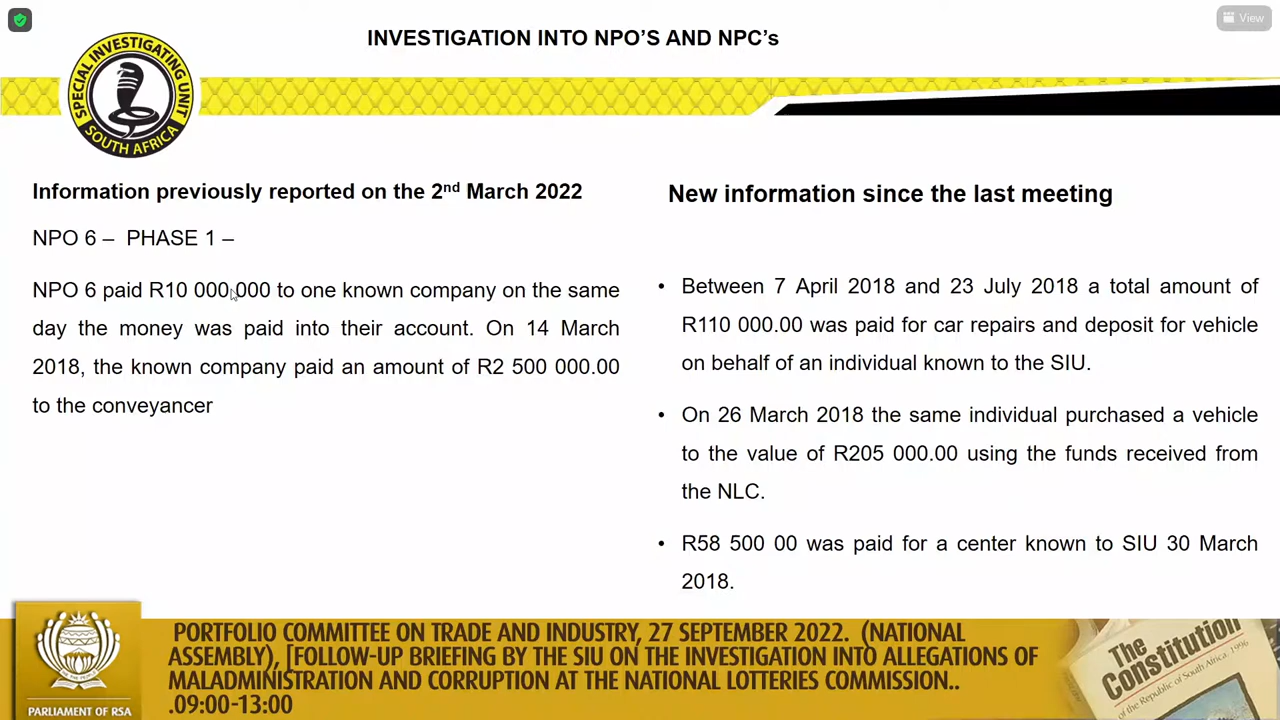 View
INVESTIGATION INTO NPO'S AND NPC's
SPECIAL INVESTIGATING UNIT
SOUTH AFRICA
Information previously reported on the 2nd March 2022
NPO 6 – PHASE 1 –
NPO 6 paid R10 000 000 to one known company on the same
day the money was paid into their account. On 14 March
2018, the known company paid an amount of R2 500 000.00
to the conveyancer
New information since the last meeting
• Between 7 April 2018 and 23 July 2018 a total amount of
R110 000.00 was paid for car repairs and deposit for vehicle
on behalf of an individual known to the SIU.
• On 26 March 2018 the same individual purchased a vehicle
to the value of R205 000.00 using the funds received from
the NLC.
• R58 500 00 was paid for a center known to SIU 30 March
2018.
PORTFOLIO COMMITTEE ON TRADE AND INDUSTRY, 27 SEPTEMBER 2022. (NATIONAL
ASSEMBLY), [FOLLOW-UP BRIEFING BY THE SIU ON THE INVESTIGATION INTO ALLEGATIONS OF
MALADMINISTRATION AND CORRUPTION AT THE NATIONAL LOTTERIES COMMISSION..
.09:00-13:00
PARLIAMENT OF RSA
The
Constitution
of the Republic of South Africa, 1996